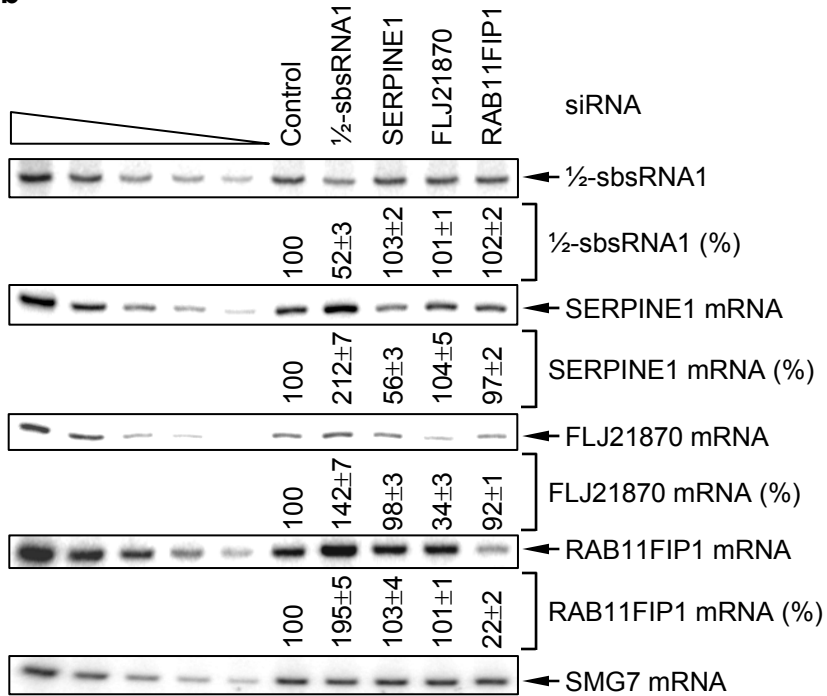 b
Control
½-sbsRNA1
SERPINE1
FLJ21870
RAB11FIP1
siRNA
½-sbsRNA1
100 52±3 103±2 101±1 102±2 ½-sbsRNA1 (%)
SERPINE1 mRNA
100 212±7 56±3 104±5 97±2 SERPINE1 mRNA (%)
FLJ21870 mRNA
100 142±7 98±3 34±3 92±1 FLJ21870 mRNA (%)
RAB11FIP1 mRNA
100 195±5 103±4 101±1 22±2 RAB11FIP1 mRNA (%)
SMG7 mRNA